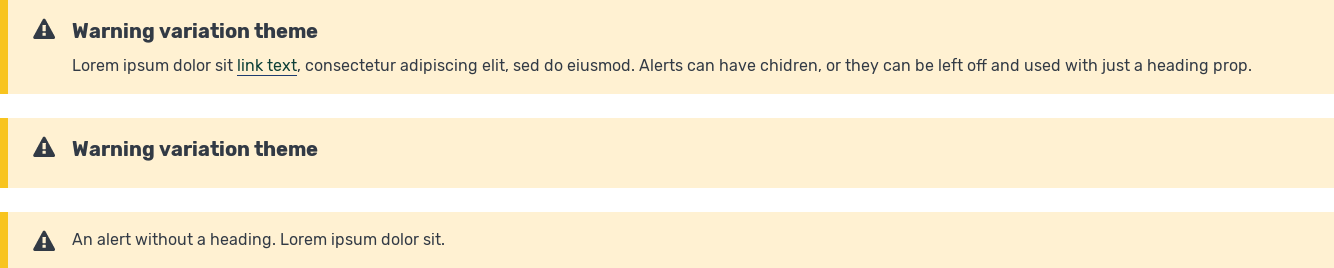 Warning variation theme
Lorem ipsum dolor sit link text, consectetur adipiscing elit, sed do eiusmod. Alerts can have chidren, or they can be left off and used with just a heading prop.
Warning variation theme
An alert without a heading. Lorem ipsum dolor sit.